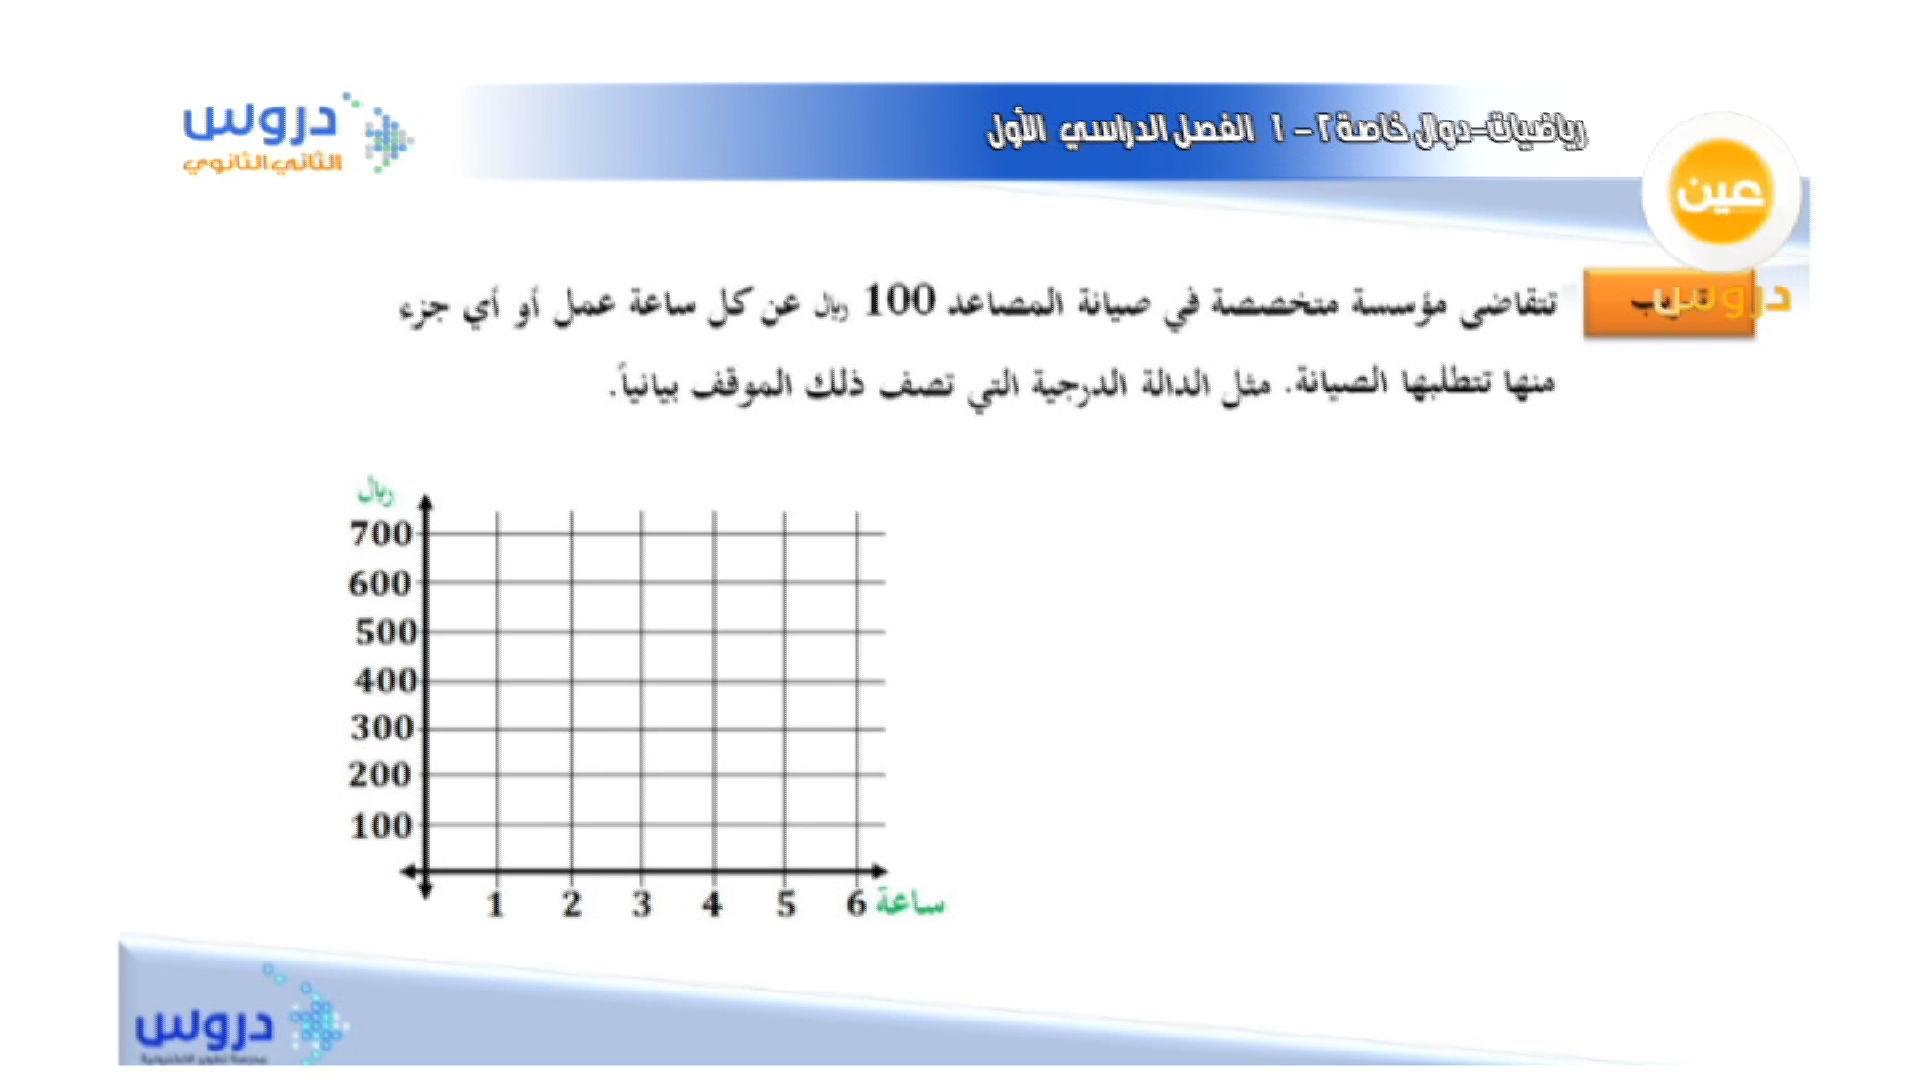 رياضيات-دوال خاصة ٢ - ١ الفصل الدراسي الأول
دروس
الثاني الثانوي
عين
دروس
تتقاضى مؤسسة متخصصة في صيانة المصاعد 100 ريال عن كل ساعة عمل أو أي جزء
منها تتطلبها الصيانة. مثل الدالة الدرجية التي تصف ذلك الموقف بيانياً.
ريال
700
600
500
400
300
200
100
1 2 3 4 5 6 ساعة
دروس